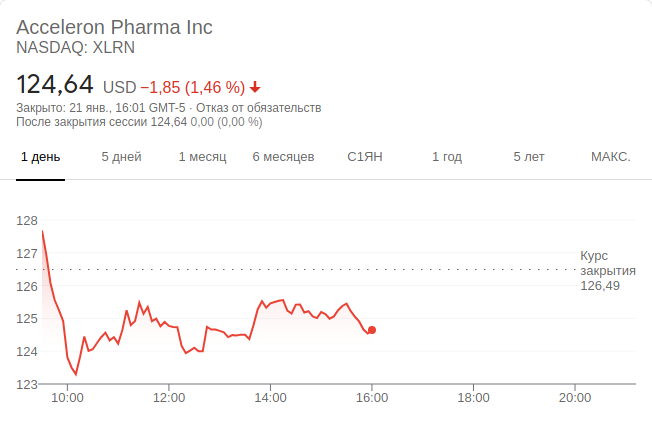 Acceleron Pharma Inc
NASDAQ: XLRN
124,64 USD −1,85 (1,46 %)
Закрыто: 21 янв., 16:01 GMT-5 · Отказ от обязательств
После закрытия сессии 124,64 0,00 (0,00 %)
1 день 5 дней 1 месяц 6 месяцев С1ЯН 1 год 5 лет МАКС.
128
127
126
125
124
123
Курс
закрытия
126,49
10:00 12:00 14:00 16:00 18:00 20:00